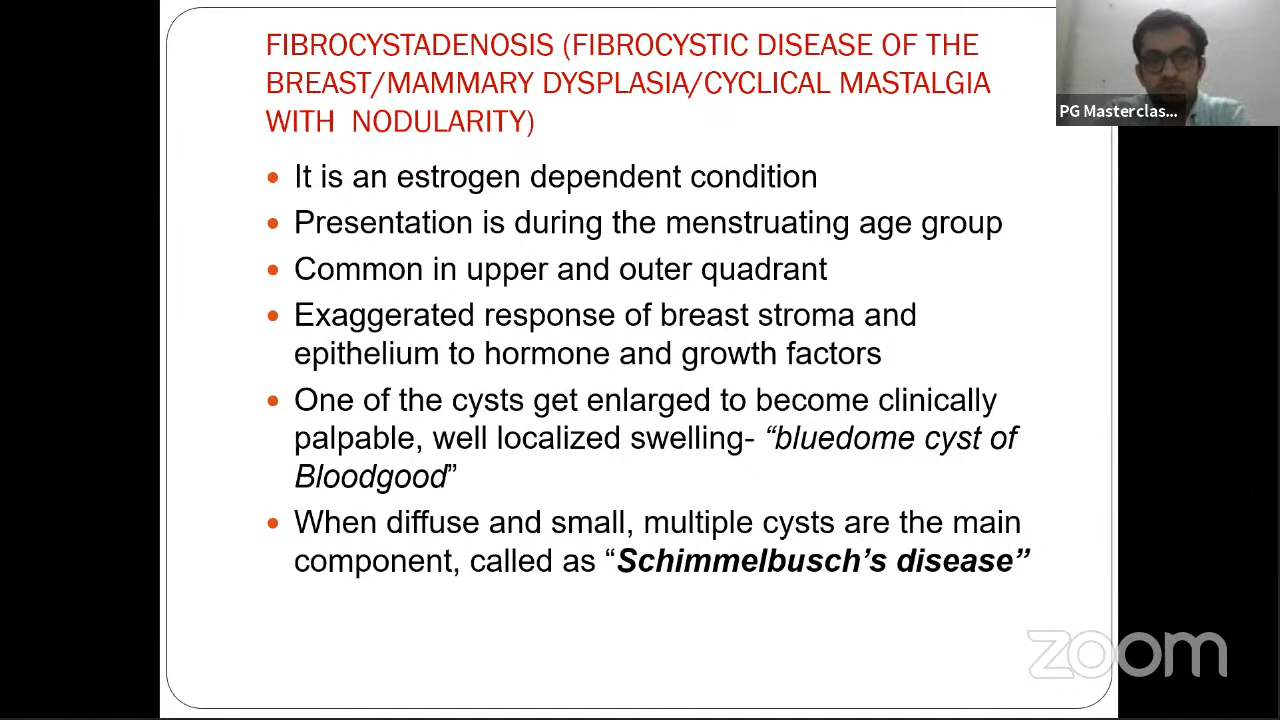 FIBROCYSTADENOSIS (FIBROCYSTIC DISEASE OF THE
BREAST/MAMMARY DYSPLASIA/CYCLICAL MASTALGIA
WITH NODULARITY)
PG Masterclas...
It is an estrogen dependent condition
Presentation is during the menstruating age group
Common in upper and outer quadrant
Exaggerated response of breast stroma and
epithelium to hormone and growth factors
One of the cysts get enlarged to become clinically
palpable, well localized swelling- “bluedome cyst of
Bloodgood”
When diffuse and small, multiple cysts are the main
component, called as “Schimmelbusch’s disease”
zoom